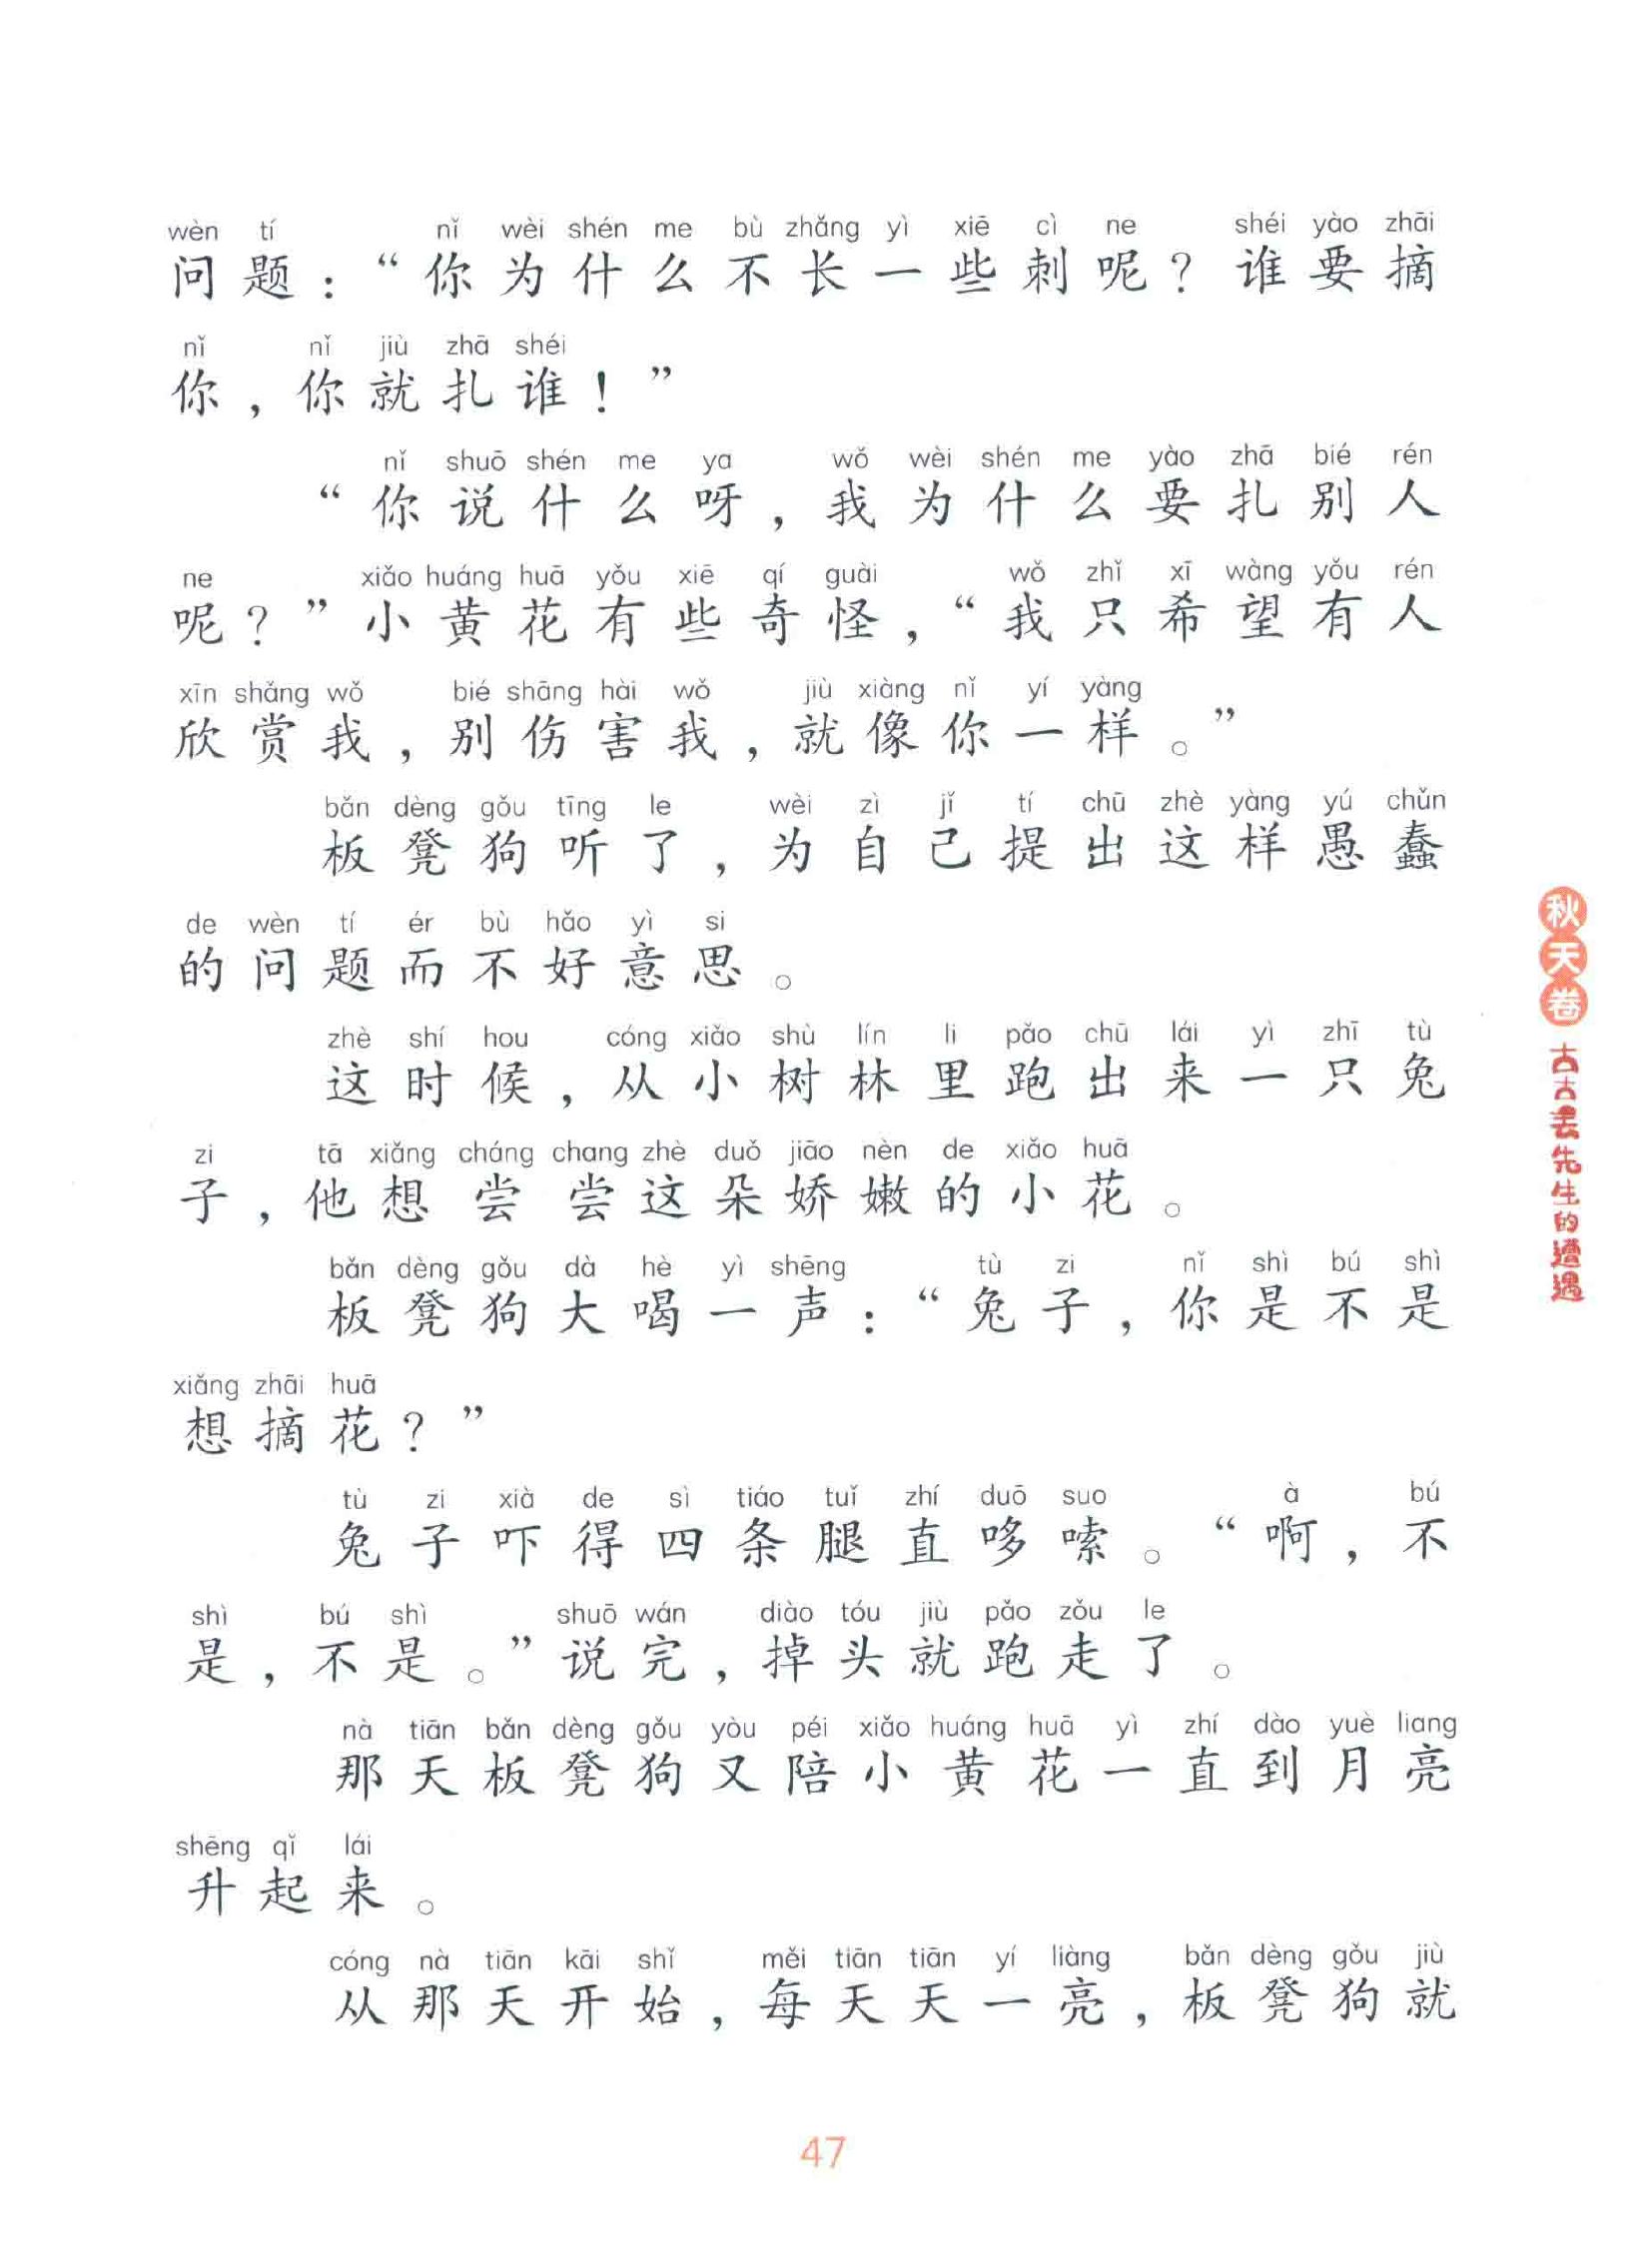 wèn tí nǐ wèi shén me bù zhǎng yì xiē cì ne shéi yào zhāi
问题：“你为什么不长一些刺呢？谁要摘
nǐ nǐ jiù zhā shéi
你，你就扎谁！”
nǐ shuō shén me ya wǒ wèi shén me yào zhā bié rén
“你说什么呀，我为什么要扎别人
ne xiǎo huáng huā yǒu xiē qí guài wǒ zhǐ xī wàng yǒu rén
呢？”小黄花有些奇怪，“我只希望有人
xīn shǎng wǒ bié shāng hài wǒ jiù xiàng nǐ yí yàng
欣赏我，别伤害我，就像你一样。”
bǎn dèng gǒu tīng le wèi zì jǐ tí chū zhè yàng yú chǔn
板凳狗听了，为自己提出这样愚蠢
de wèn tí ér bù hǎo yì si
的问题而不好意思。
zhè shí hou cóng xiǎo shù lín li pǎo chū lái yì zhī tù
这时候，从小树林里跑出来一只兔
zi tā xiǎng cháng chang zhè duǒ jiāo nèn de xiǎo huā
子，他想尝尝这朵娇嫩的小花。
bǎn dèng gǒu dà hè yì shēng tù zi nǐ shì bú shì
板凳狗大喝一声：“兔子，你是不是
xiǎng zhāi huā
想摘花？”
tù zi xià de sì tiáo tuǐ zhí duō suo à bú
兔子吓得四条腿直哆嗦。“啊，不
shì bú shì shuō wán diào tóu jiù pǎo zǒu le
是，不是。”说完，掉头就跑走了。
nà tiān bǎn dèng gǒu yòu péi xiǎo huáng huā yì zhí dào yuè liang
那天板凳狗又陪小黄花一直到月亮
shēng qǐ lái
升起来。
cóng nà tiān kāi shǐ měi tiān tiān yí liàng bǎn dèng gǒu jiù
从那天开始，每天天一亮，板凳狗就
秋天卷
古古丢先生的遭遇
47